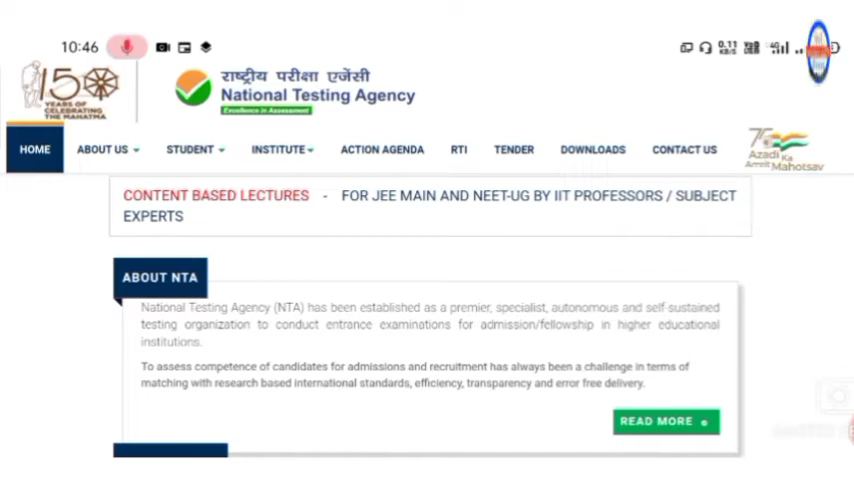 10:46
0.11
KB/S
4G
150
YEARS OF
CELEBRATING
THE MAHATMA
राष्ट्रीय परीक्षा एजेंसी
National Testing Agency
Excellence in Assessment
HOME ABOUT US STUDENT INSTITUTE ACTION AGENDA RTI TENDER DOWNLOADS CONTACT US
Azadi Ka
Amrit Mahotsav
CONTENT BASED LECTURES - FOR JEE MAIN AND NEET-UG BY IIT PROFESSORS / SUBJECT
EXPERTS
ABOUT NTA
National Testing Agency (NTA) has been established as a premier, specialist, autonomous and self-sustained
testing organization to conduct entrance examinations for admission/fellowship in higher educational
institutions.
To assess competence of candidates for admissions and recruitment has always been a challenge in terms of
matching with research based international standards, efficiency, transparency and error free delivery.
READ MORE